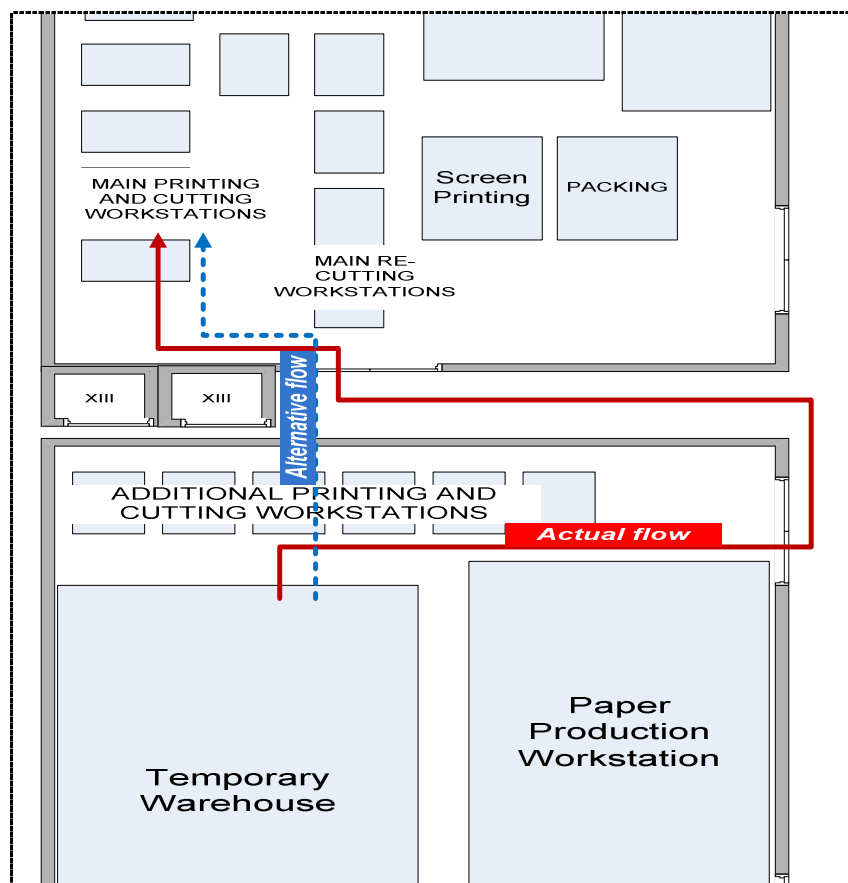 MAIN PRINTING
AND CUTTING
WORKSTATIONS
Screen
Printing
PACKING
MAIN RE-
CUTTING
WORKSTATIONS
XIII
XIII
Alternative flow
ADDITIONAL PRINTING AND
CUTTING WORKSTATIONS
Actual flow
Temporary
Warehouse
Paper
Production
Workstation